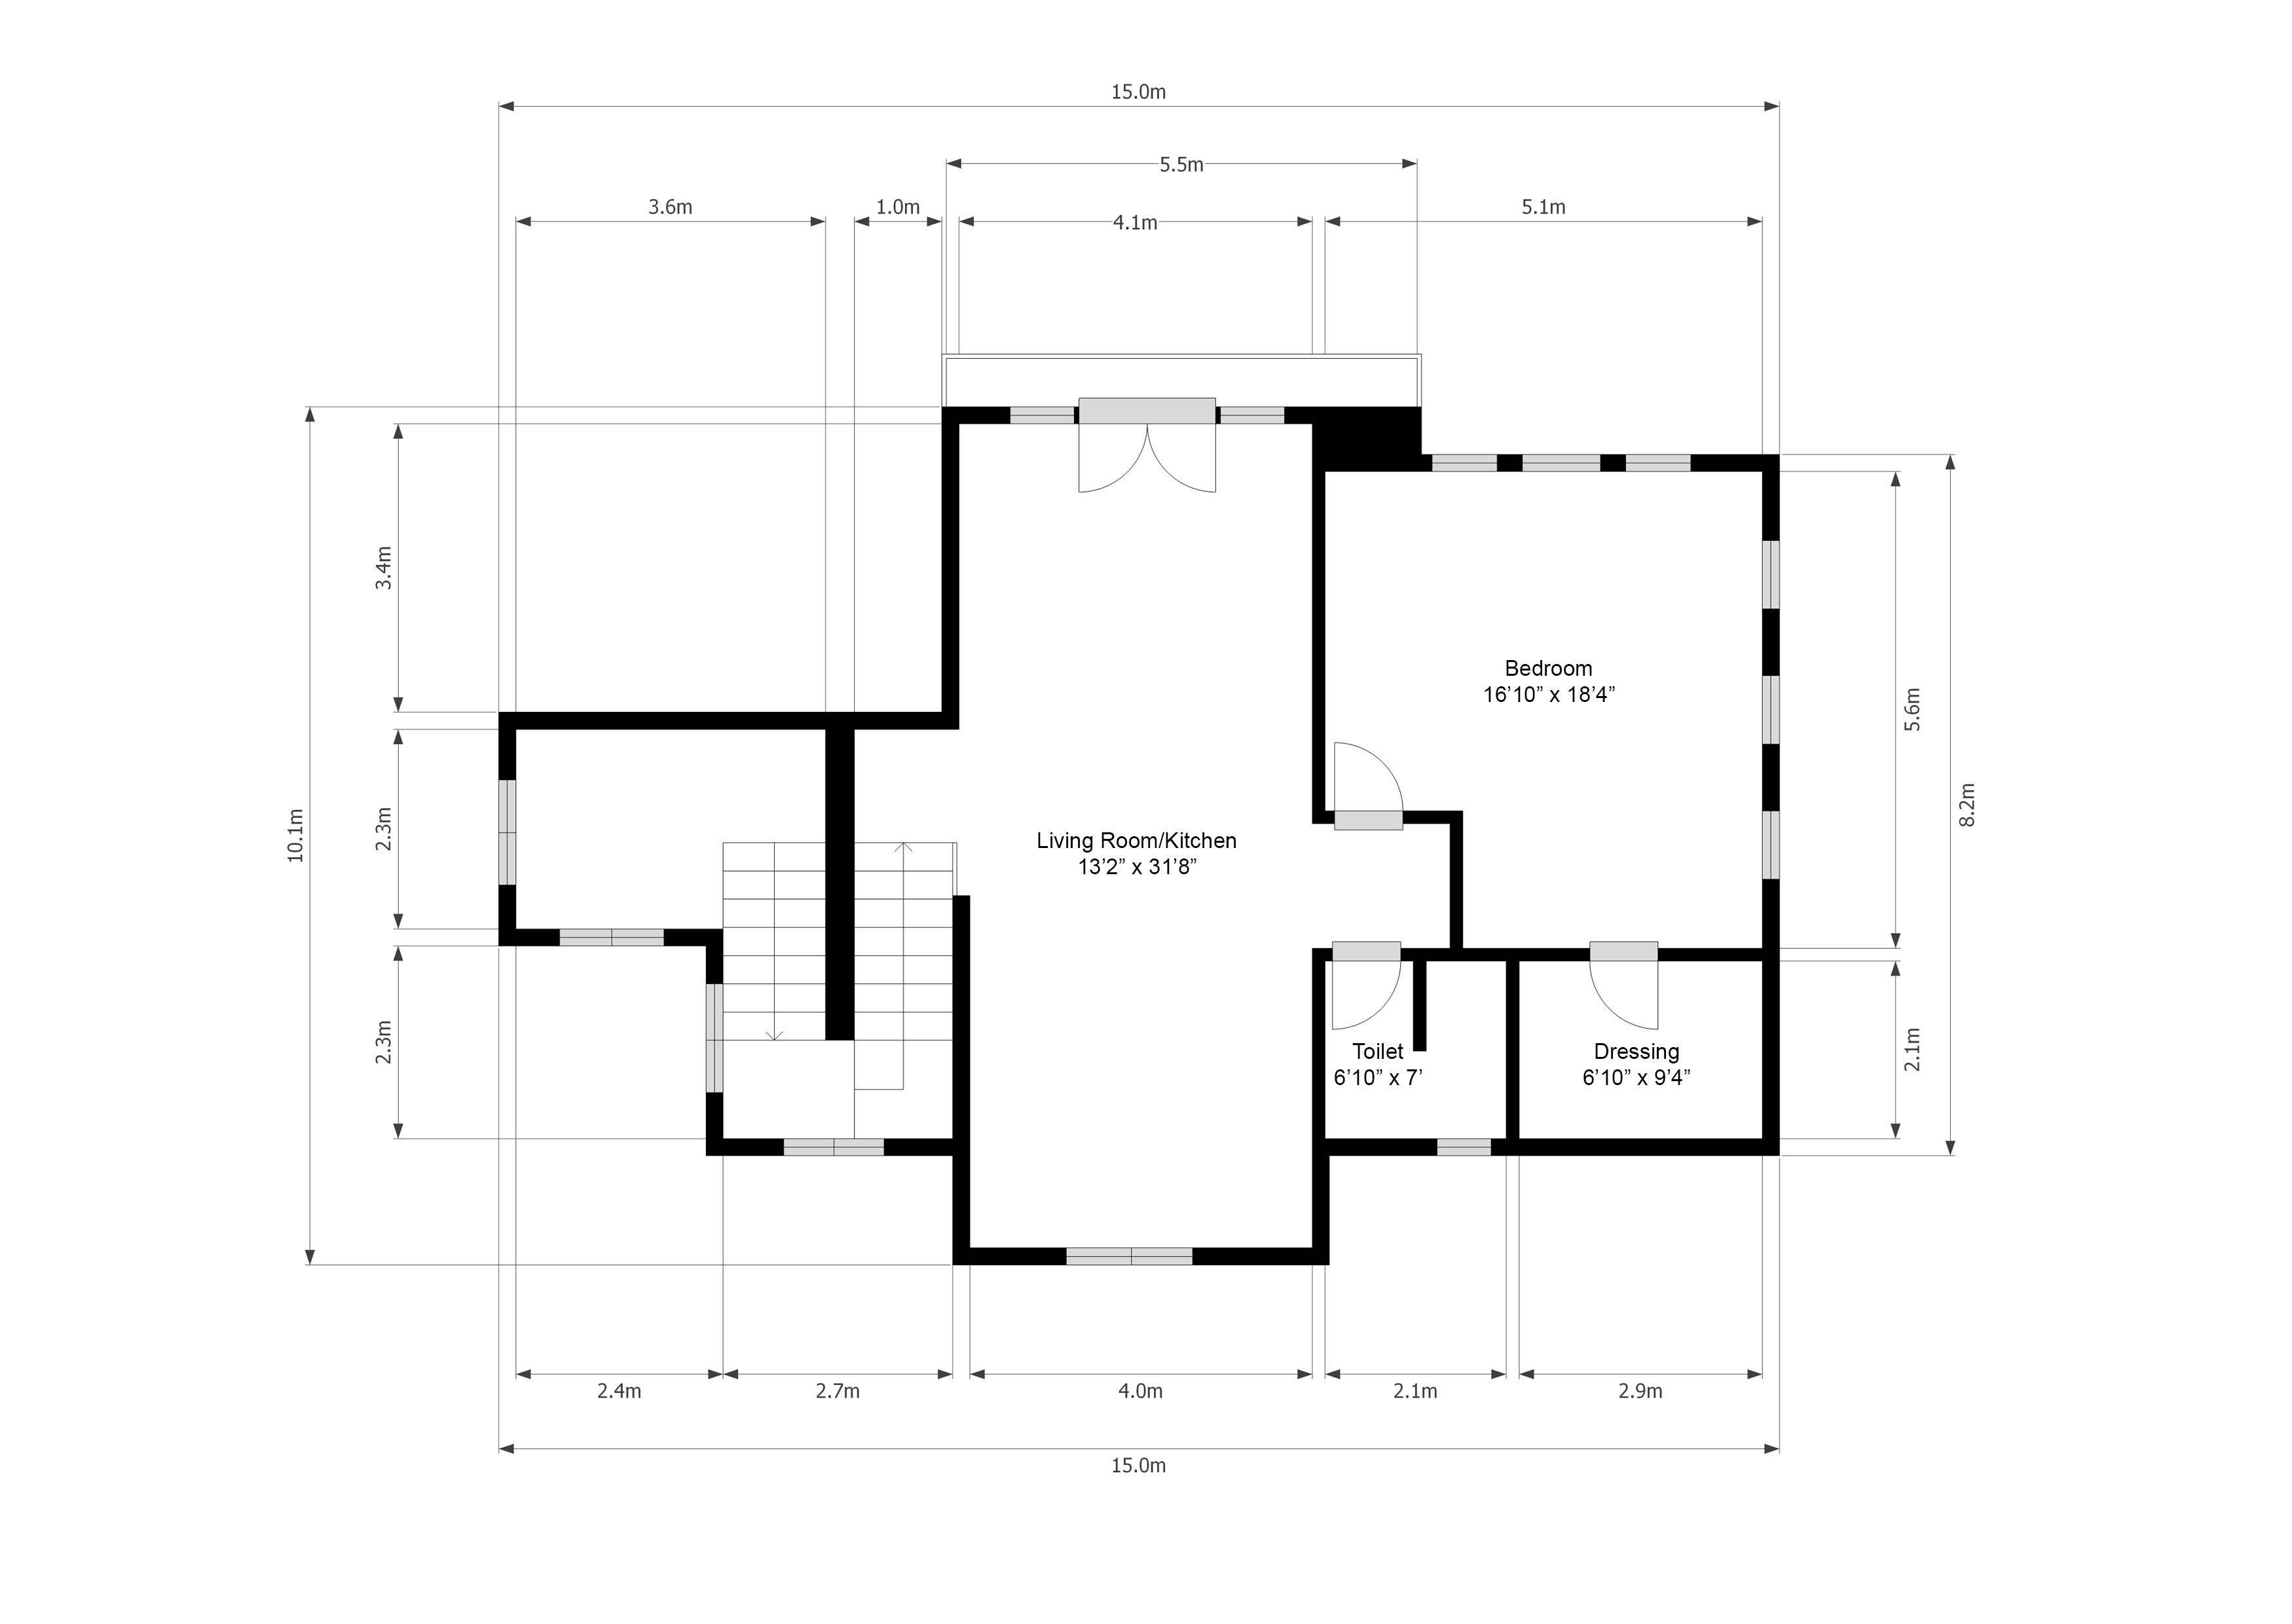 15.0m
5.5m
3.6m
1.0m
4.1m
5.1m
3.4m
Bedroom
16’10” x 18’4”
5.6m
8.2m
2.3m
10.1m
Living Room/Kitchen
13’2” x 31’8”
2.3m
Toilet
6’10” x 7’
Dressing
6’10” x 9’4”
2.1m
2.4m
2.7m
4.0m
2.1m
2.9m
15.0m